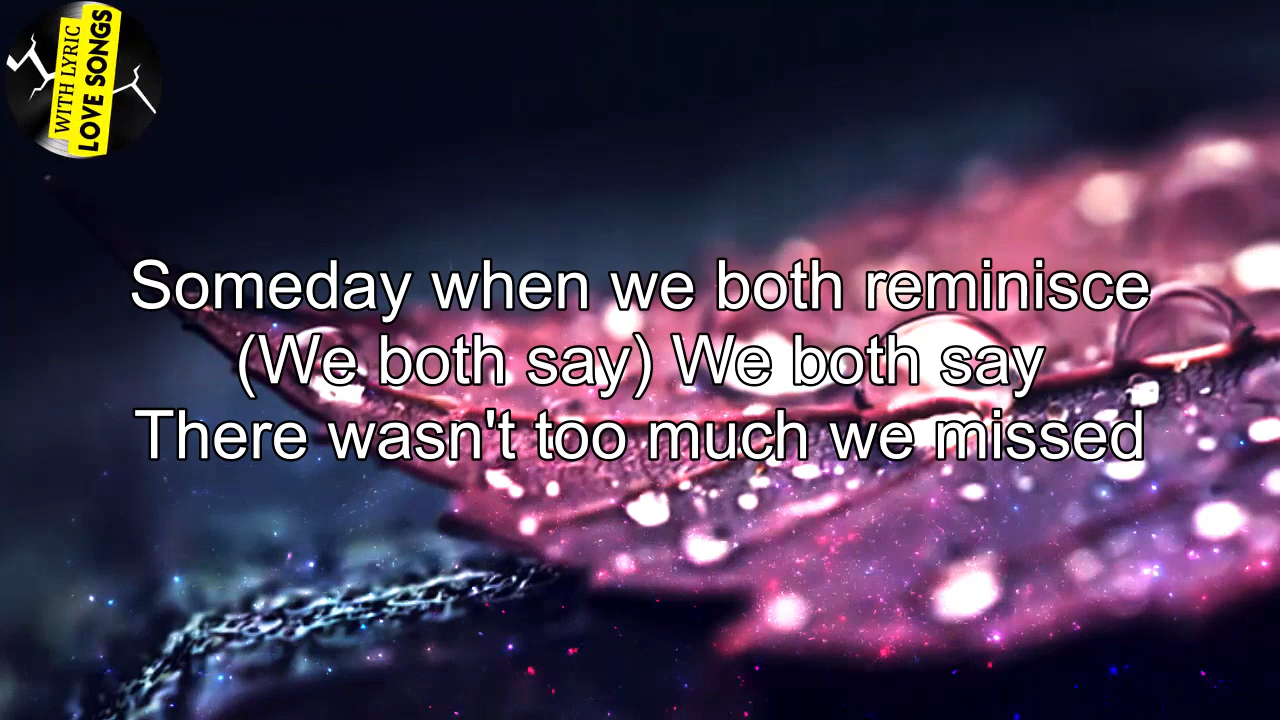 WITH LYRIC
LOVE SONGS
Someday when we both reminisce
(We both say) We both say
There wasn't too much we missed